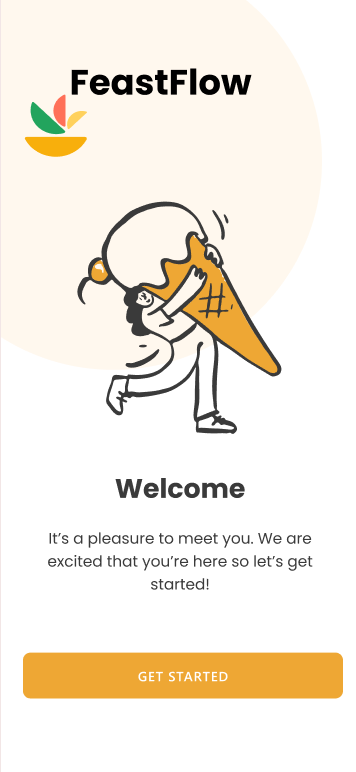 FeastFlow
Welcome
It’s a pleasure to meet you. We are
excited that you’re here so let’s get
started!
GET STARTED